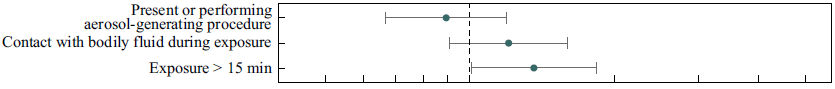 Present or performing
aerosol-generating procedure
Contact with bodily fluid during exposure
Exposure > 15 min